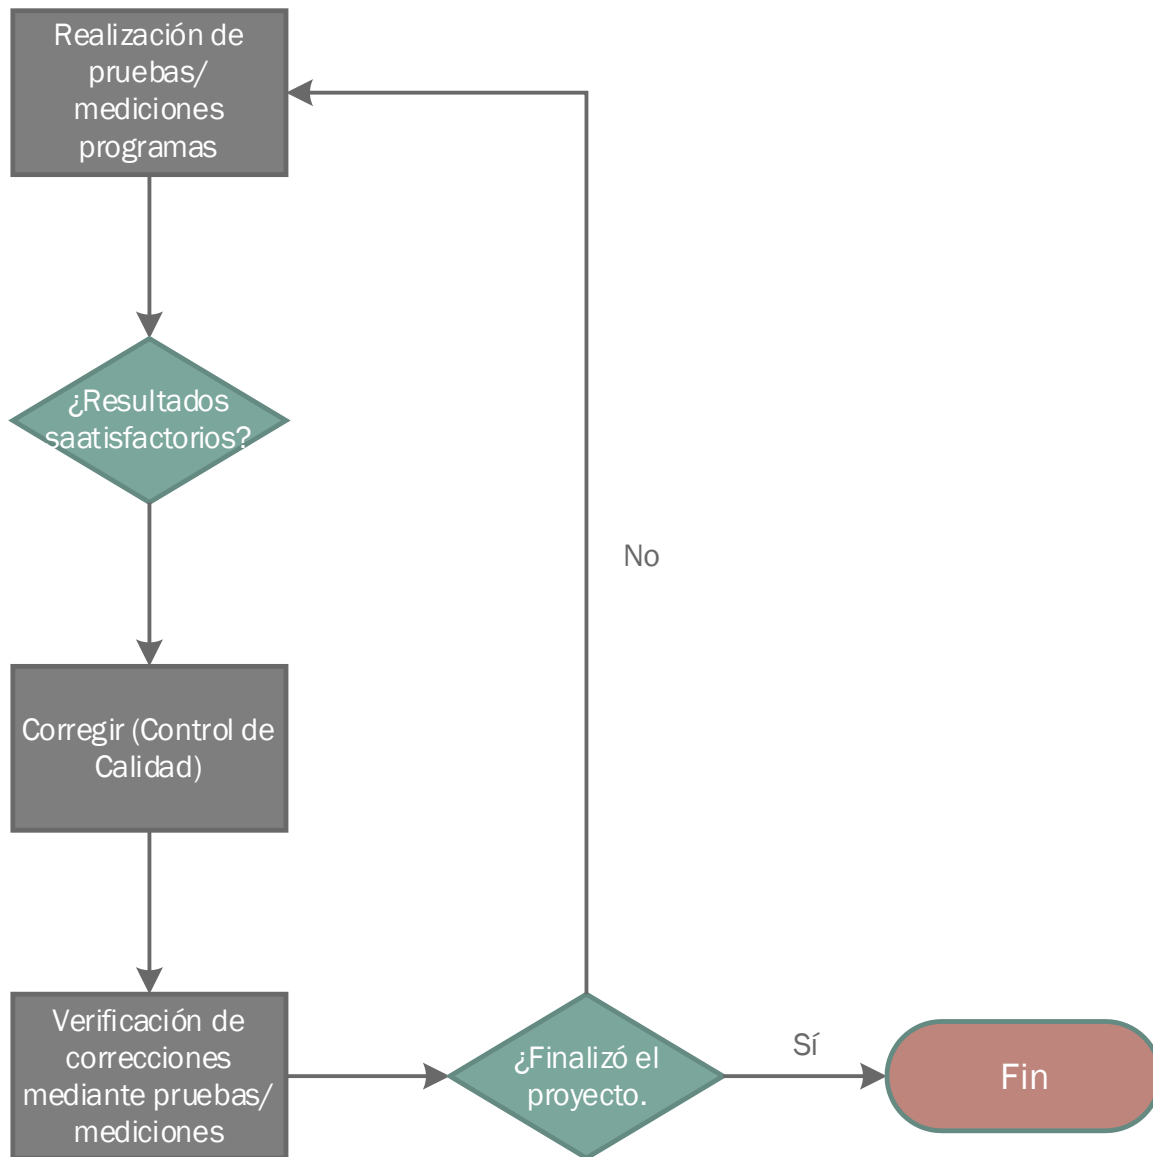 Realización de
pruebas/
mediciones
programas
¿Resultados
saatisfactorios?
No
Corregir (Control de
Calidad)
Verificación de
correcciones
mediante pruebas/
mediciones
¿Finalizó el
proyecto.
Sí
Fin